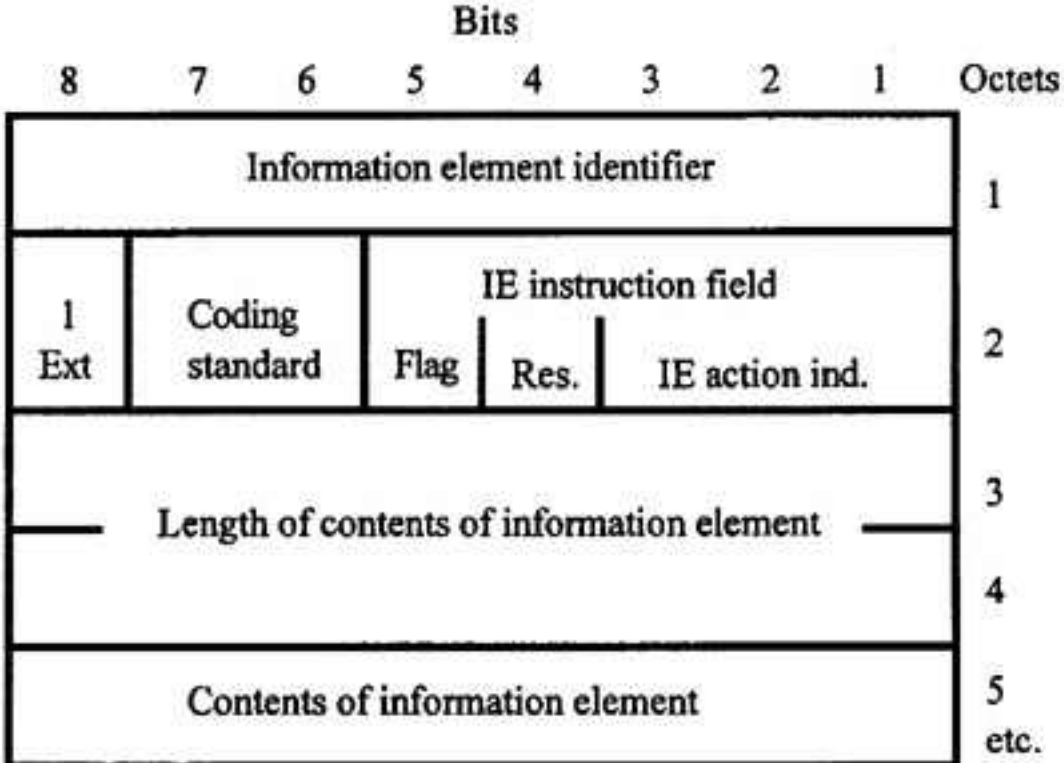 Bits
8 7 6 5 4 3 2 1 Octets
Information element identifier
1
1
Ext
Coding
standard
IE instruction field
Flag
Res.
IE action ind.
2
3
Length of contents of information element
4
Contents of information element
5
etc.